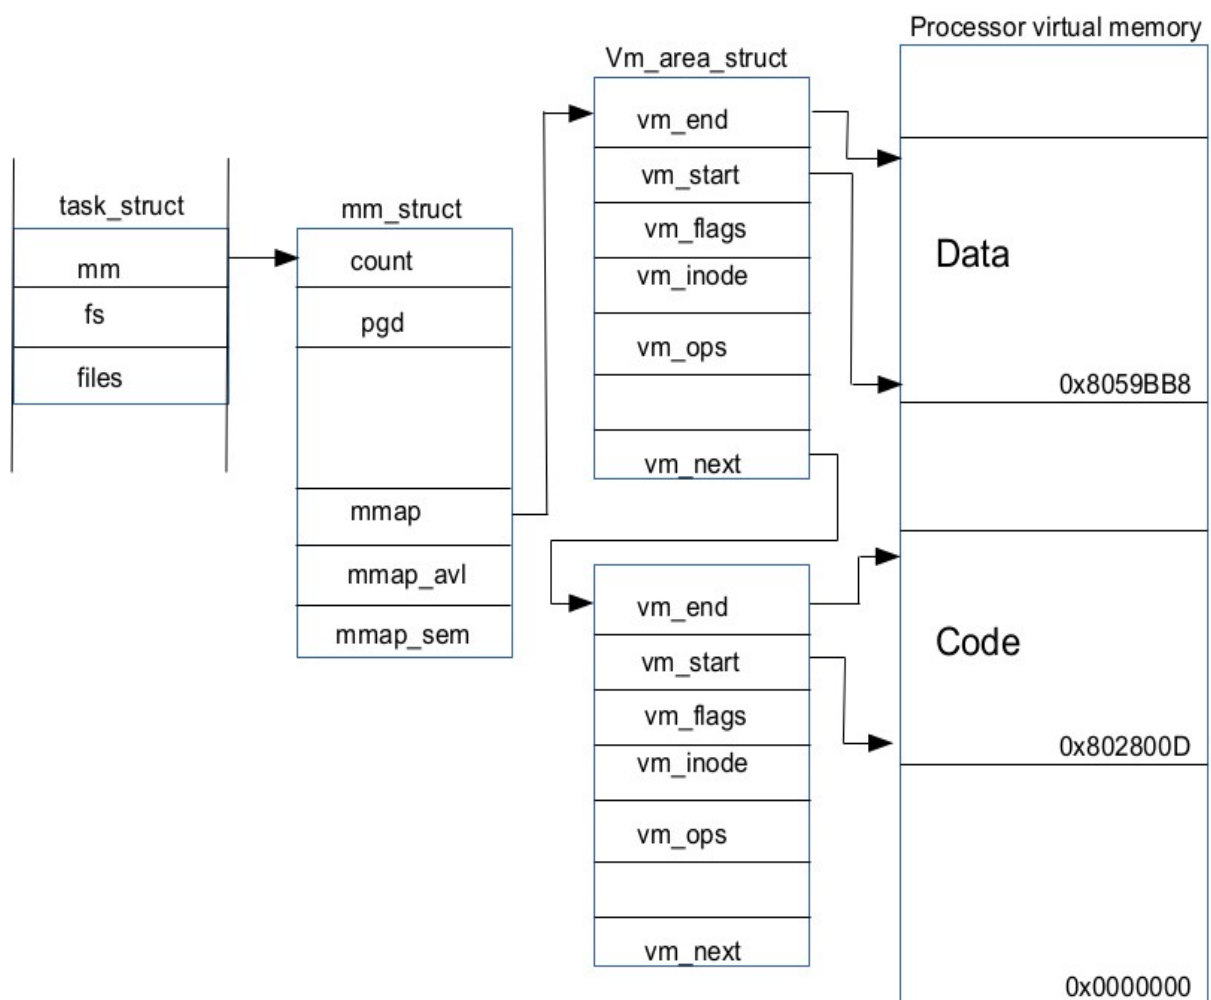 Processor virtual memory
Vm_area_struct
vm_end
vm_start
vm_flags
vm_inode
vm_ops
vm_next
task_struct
mm
fs
files
mm_struct
count
pgd
mmap
mmap_avl
mmap_sem
vm_end
vm_start
vm_flags
vm_inode
vm_ops
vm_next
Data
0x8059BB8
Code
0x802800D
0x0000000